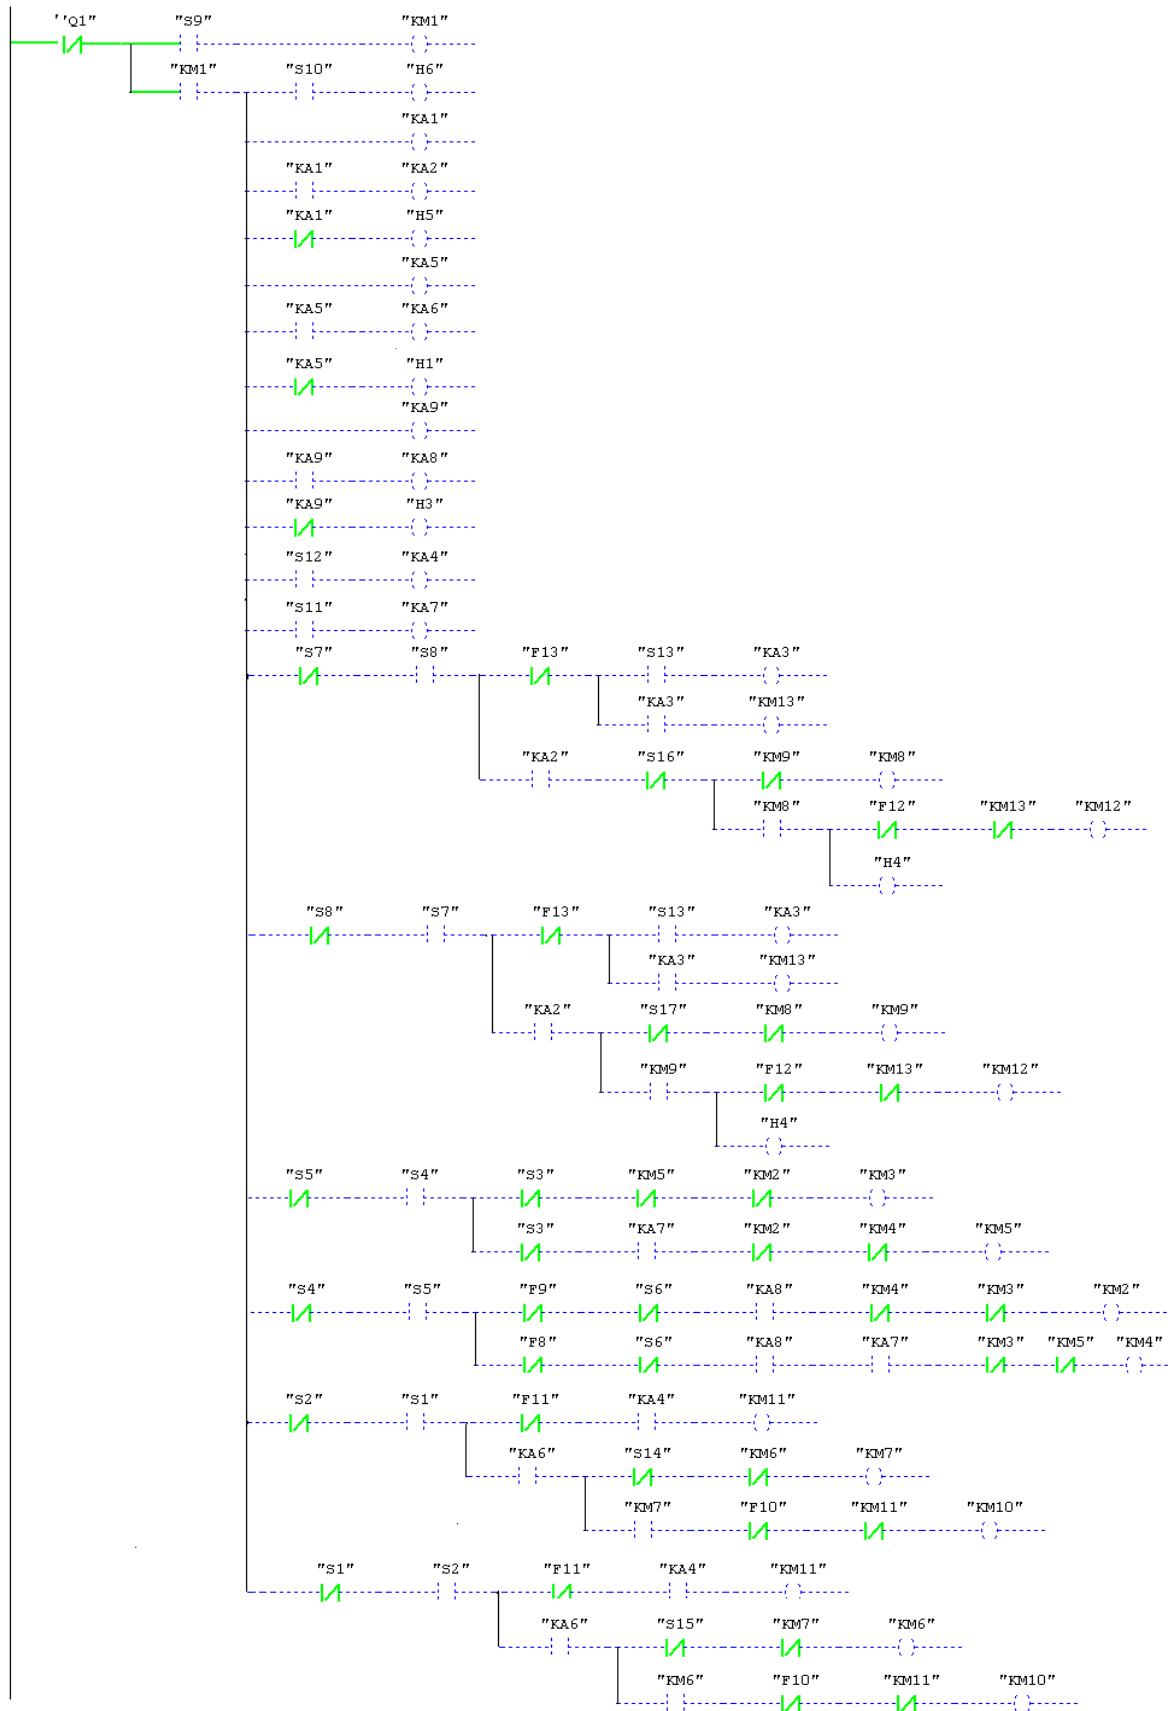 ''Q1" "S9" "KM1"
"KM1" "S10" "H6"
"KA1"
"KA1" "KA2"
"KA1" "H5"
"KA5"
"KA5" "KA6"
"KA5" "H1"
"KA9"
"KA9" "KA8"
"KA9" "H3"
"S12" "KA4"
"S11" "KA7"
"S7" "S8" "F13" "S13" "KA3"
"KA3" "KM13"
"KA2" "S16" "KM9" "KM8"
"KM8" "F12" "KM13" "KM12"
"H4"
"S8" "S7" "F13" "S13" "KA3"
"KA3" "KM13"
"KA2" "S17" "KM8" "KM9"
"KM9" "F12" "KM13" "KM12"
"H4"
"S5" "S4" "S3" "KM5" "KM2" "KM3"
"S3" "KA7" "KM2" "KM4" "KM5"
"S4" "S5" "F9" "S6" "KA8" "KM4" "KM3" "KM2"
"F8" "S6" "KA8" "KA7" "KM3" "KM5" "KM4"
"S2" "S1" "F11" "KA4" "KM11"
"KA6" "S14" "KM6" "KM7"
"KM7" "F10" "KM11" "KM10"
"S1" "S2" "F11" "KA4" "KM11"
"KA6" "S15" "KM7" "KM6"
"KM6" "F10" "KM11" "KM10"